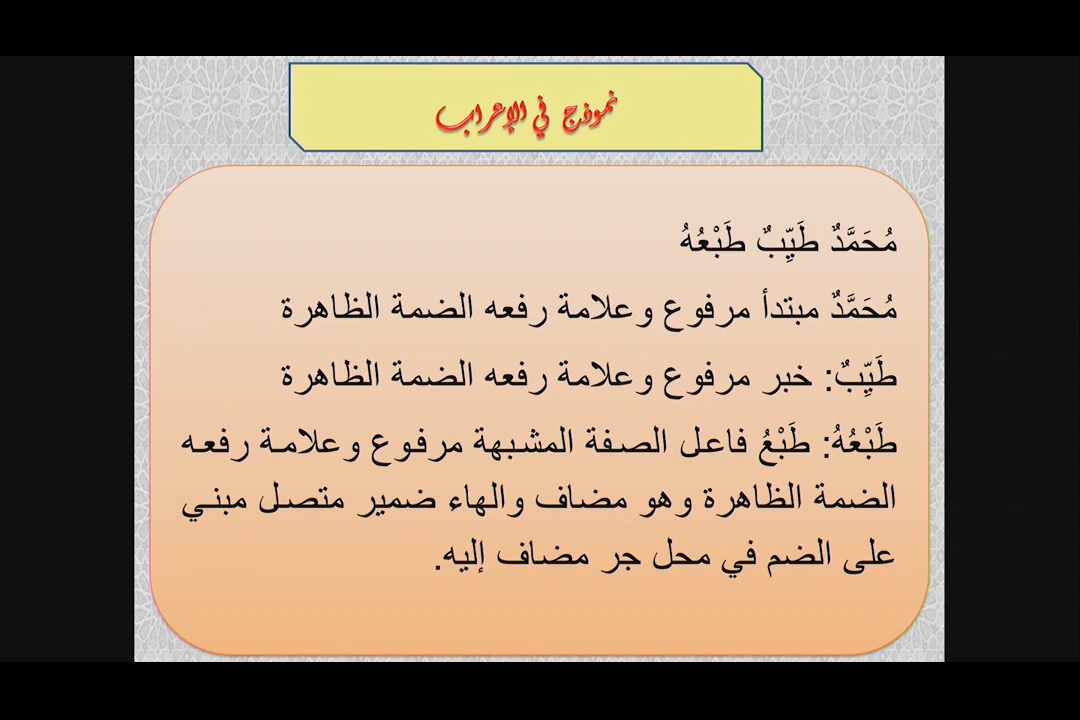 نموذج في الإعراب
مُحَمَّدٌ طَيِّبٌ طَبْعُهُ
مُحَمَّدٌ مبتدأ مرفوع وعلامة رفعه الضمة الظاهرة
طَيِّبٌ: خبر مرفوع وعلامة رفعه الضمة الظاهرة
طَبْعُهُ: طَبْعُ فاعل الصفة المشبهة مرفوع وعلامة رفعه
الضمة الظاهرة وهو مضاف والهاء ضمير متصل مبني
على الضم في محل جر مضاف إليه.